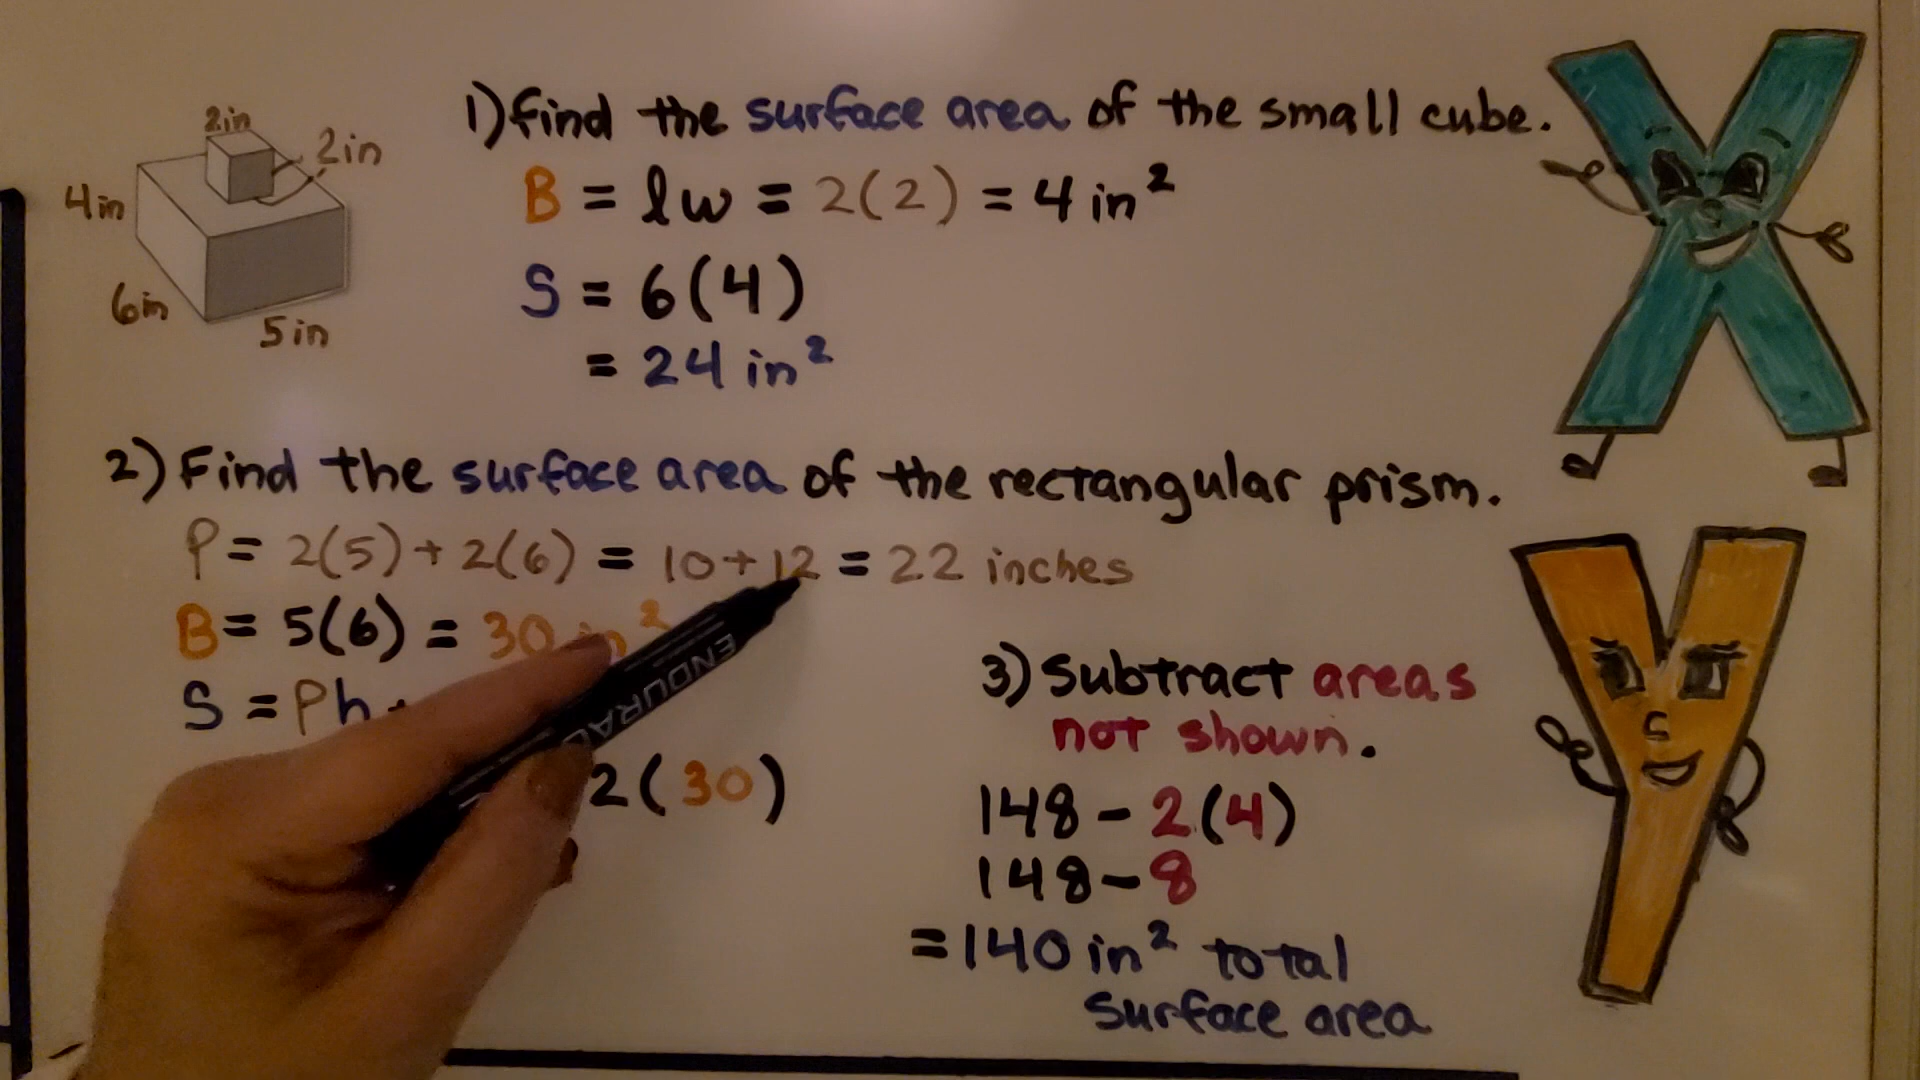 2in
2in
4in
6in
5in
1) Find the surface area of the small cube.
B = lw = 2(2) = 4 in²
S = 6(4)
= 24 in²
2) Find the surface area of the rectangular prism.
P = 2(5) + 2(6) = 10 + 12 = 22 inches
B = 5(6) = 30 in²
S = Ph +
2(30)
3) Subtract areas
not shown.
148 - 2(4)
148 - 8
= 140 in² total
surface area
ENDURA